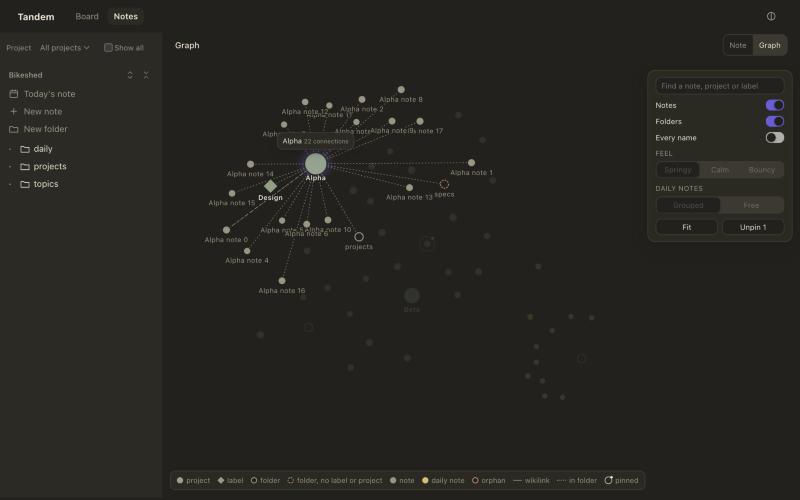 Tandem Board Notes
Project All projects Show all
Graph
Note Graph
Bikeshed
Today's note
New note
New folder
daily
projects
topics
Find a note, project or label
Notes
Folders
Every name
FEEL
Springy Calm Bouncy
DAILY NOTES
Grouped Free
Fit Unpin 1
Alpha note 8
Alpha note 12
Alpha note 2
Alpha 22 connections
Alpha note 1
Alpha note 14
Alpha
Design
Alpha note 13
specs
Alpha note 15
Alpha note 0
Alpha note 6
projects
Alpha note 4
Alpha note 16
Beta
project label folder folder, no label or project note daily note orphan wikilink in folder pinned